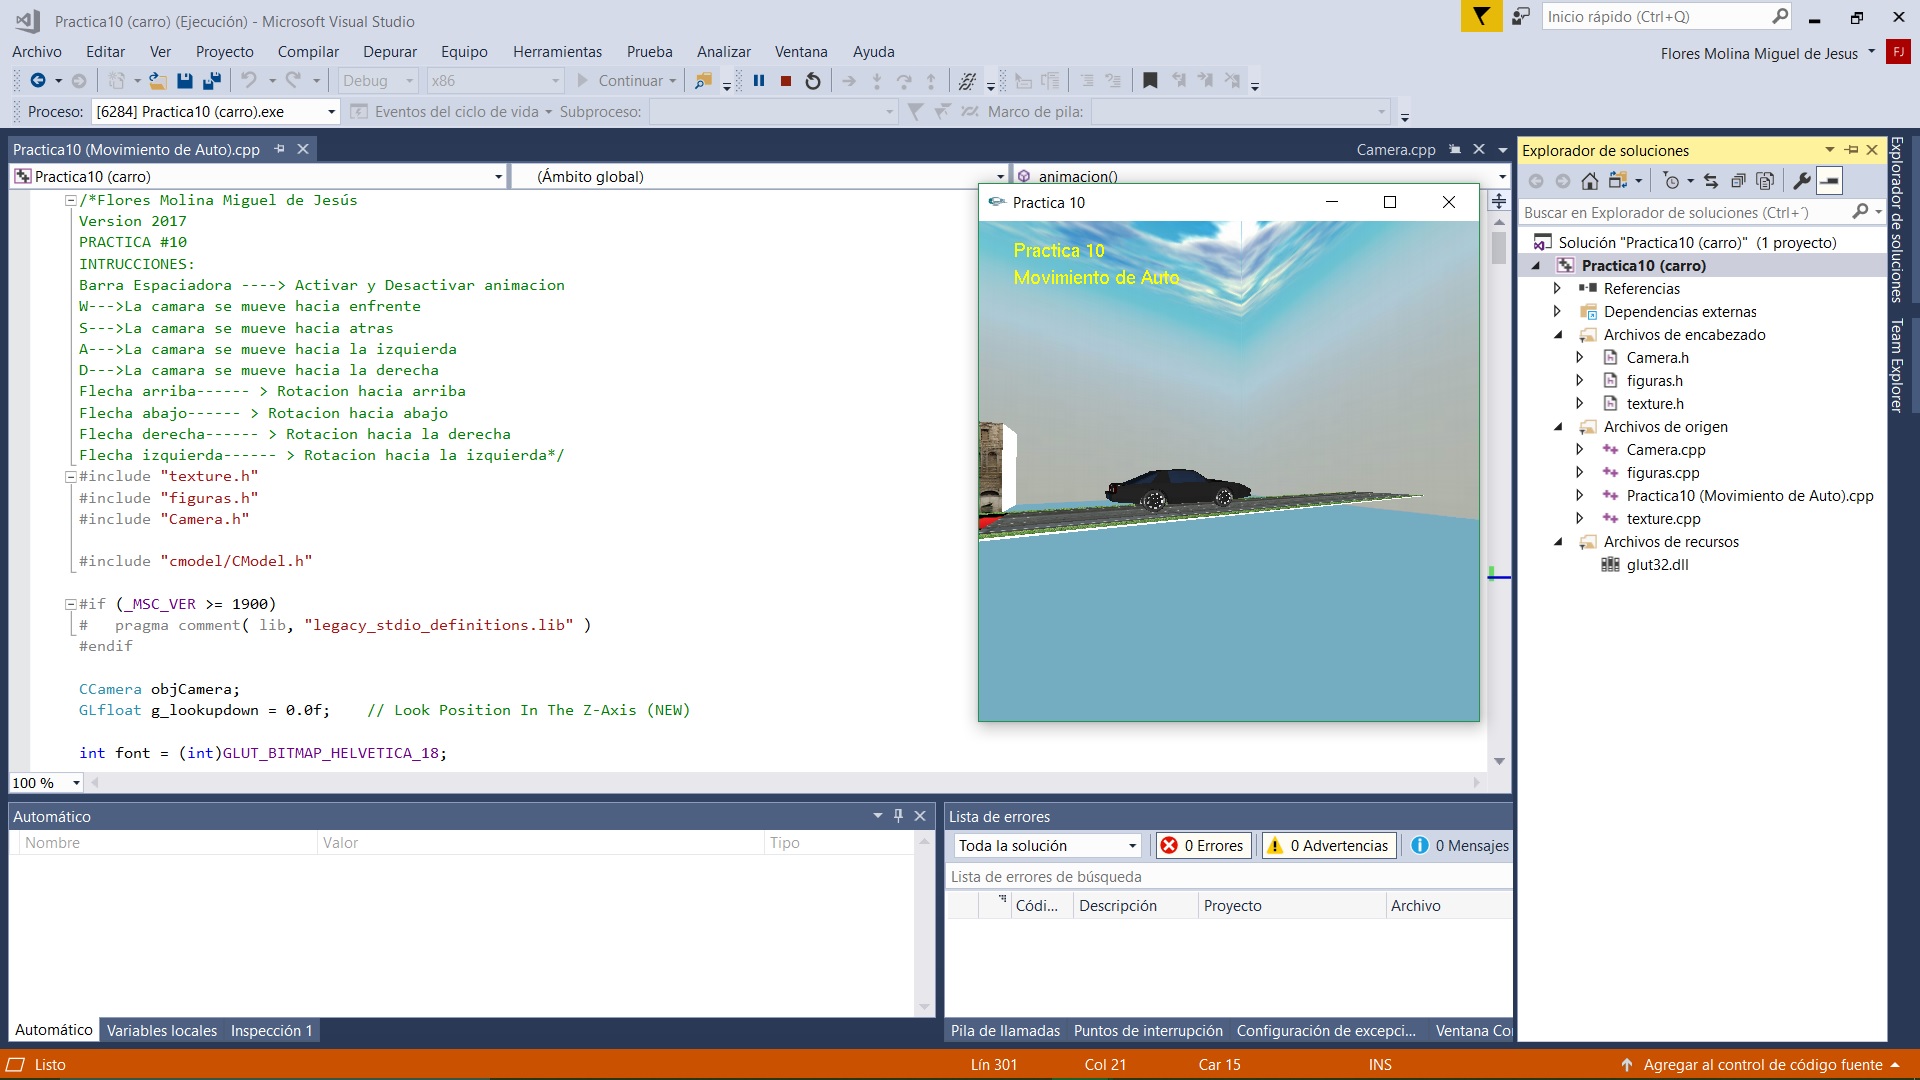 Practica10 (carro) (Ejecución) - Microsoft Visual Studio
Inicio rápido (Ctrl+Q)
Archivo Editar Ver Proyecto Compilar Depurar Equipo Herramientas Prueba Analizar Ventana Ayuda
Flores Molina Miguel de Jesus FJ
Debug x86 Continuar
Proceso: [6284] Practica10 (carro).exe Eventos del ciclo de vida Subproceso: Marco de pila:
Practica10 (Movimiento de Auto).cpp
Camera.cpp
Practica10 (carro) (Ámbito global) animacion()
/*Flores Molina Miguel de Jesús
Version 2017
PRACTICA #10
INTRUCCIONES:
Barra Espaciadora ----> Activar y Desactivar animacion
W--->La camara se mueve hacia enfrente
S--->La camara se mueve hacia atras
A--->La camara se mueve hacia la izquierda
D--->La camara se mueve hacia la derecha
Flecha arriba------ > Rotacion hacia arriba
Flecha abajo------ > Rotacion hacia abajo
Flecha derecha------ > Rotacion hacia la derecha
Flecha izquierda------ > Rotacion hacia la izquierda*/
#include "texture.h"
#include "figuras.h"
#include "Camera.h"
#include "cmodel/CModel.h"
#if (_MSC_VER >= 1900)
#   pragma comment( lib, "legacy_stdio_definitions.lib" )
#endif
CCamera objCamera;
GLfloat g_lookupdown = 0.0f;    // Look Position In The Z-Axis (NEW)
int font = (int)GLUT_BITMAP_HELVETICA_18;
100 %
Practica 10
Practica 10
Movimiento de Auto
Explorador de soluciones
Buscar en Explorador de soluciones (Ctrl+´)
Solución "Practica10 (carro)" (1 proyecto)
Practica10 (carro)
Referencias
Dependencias externas
Archivos de encabezado
Camera.h
figuras.h
texture.h
Archivos de origen
Camera.cpp
figuras.cpp
Practica10 (Movimiento de Auto).cpp
texture.cpp
Archivos de recursos
glut32.dll
Explorador de soluciones
Team Explorer
Automático
Nombre Valor Tipo
Automático Variables locales Inspección 1
Lista de errores
Toda la solución 0 Errores 0 Advertencias 0 Mensajes
Lista de errores de búsqueda
Códi... Descripción Proyecto Archivo
Pila de llamadas Puntos de interrupción Configuración de excepci... Ventana Co
Listo Lín 301 Col 21 Car 15 INS Agregar al control de código fuente